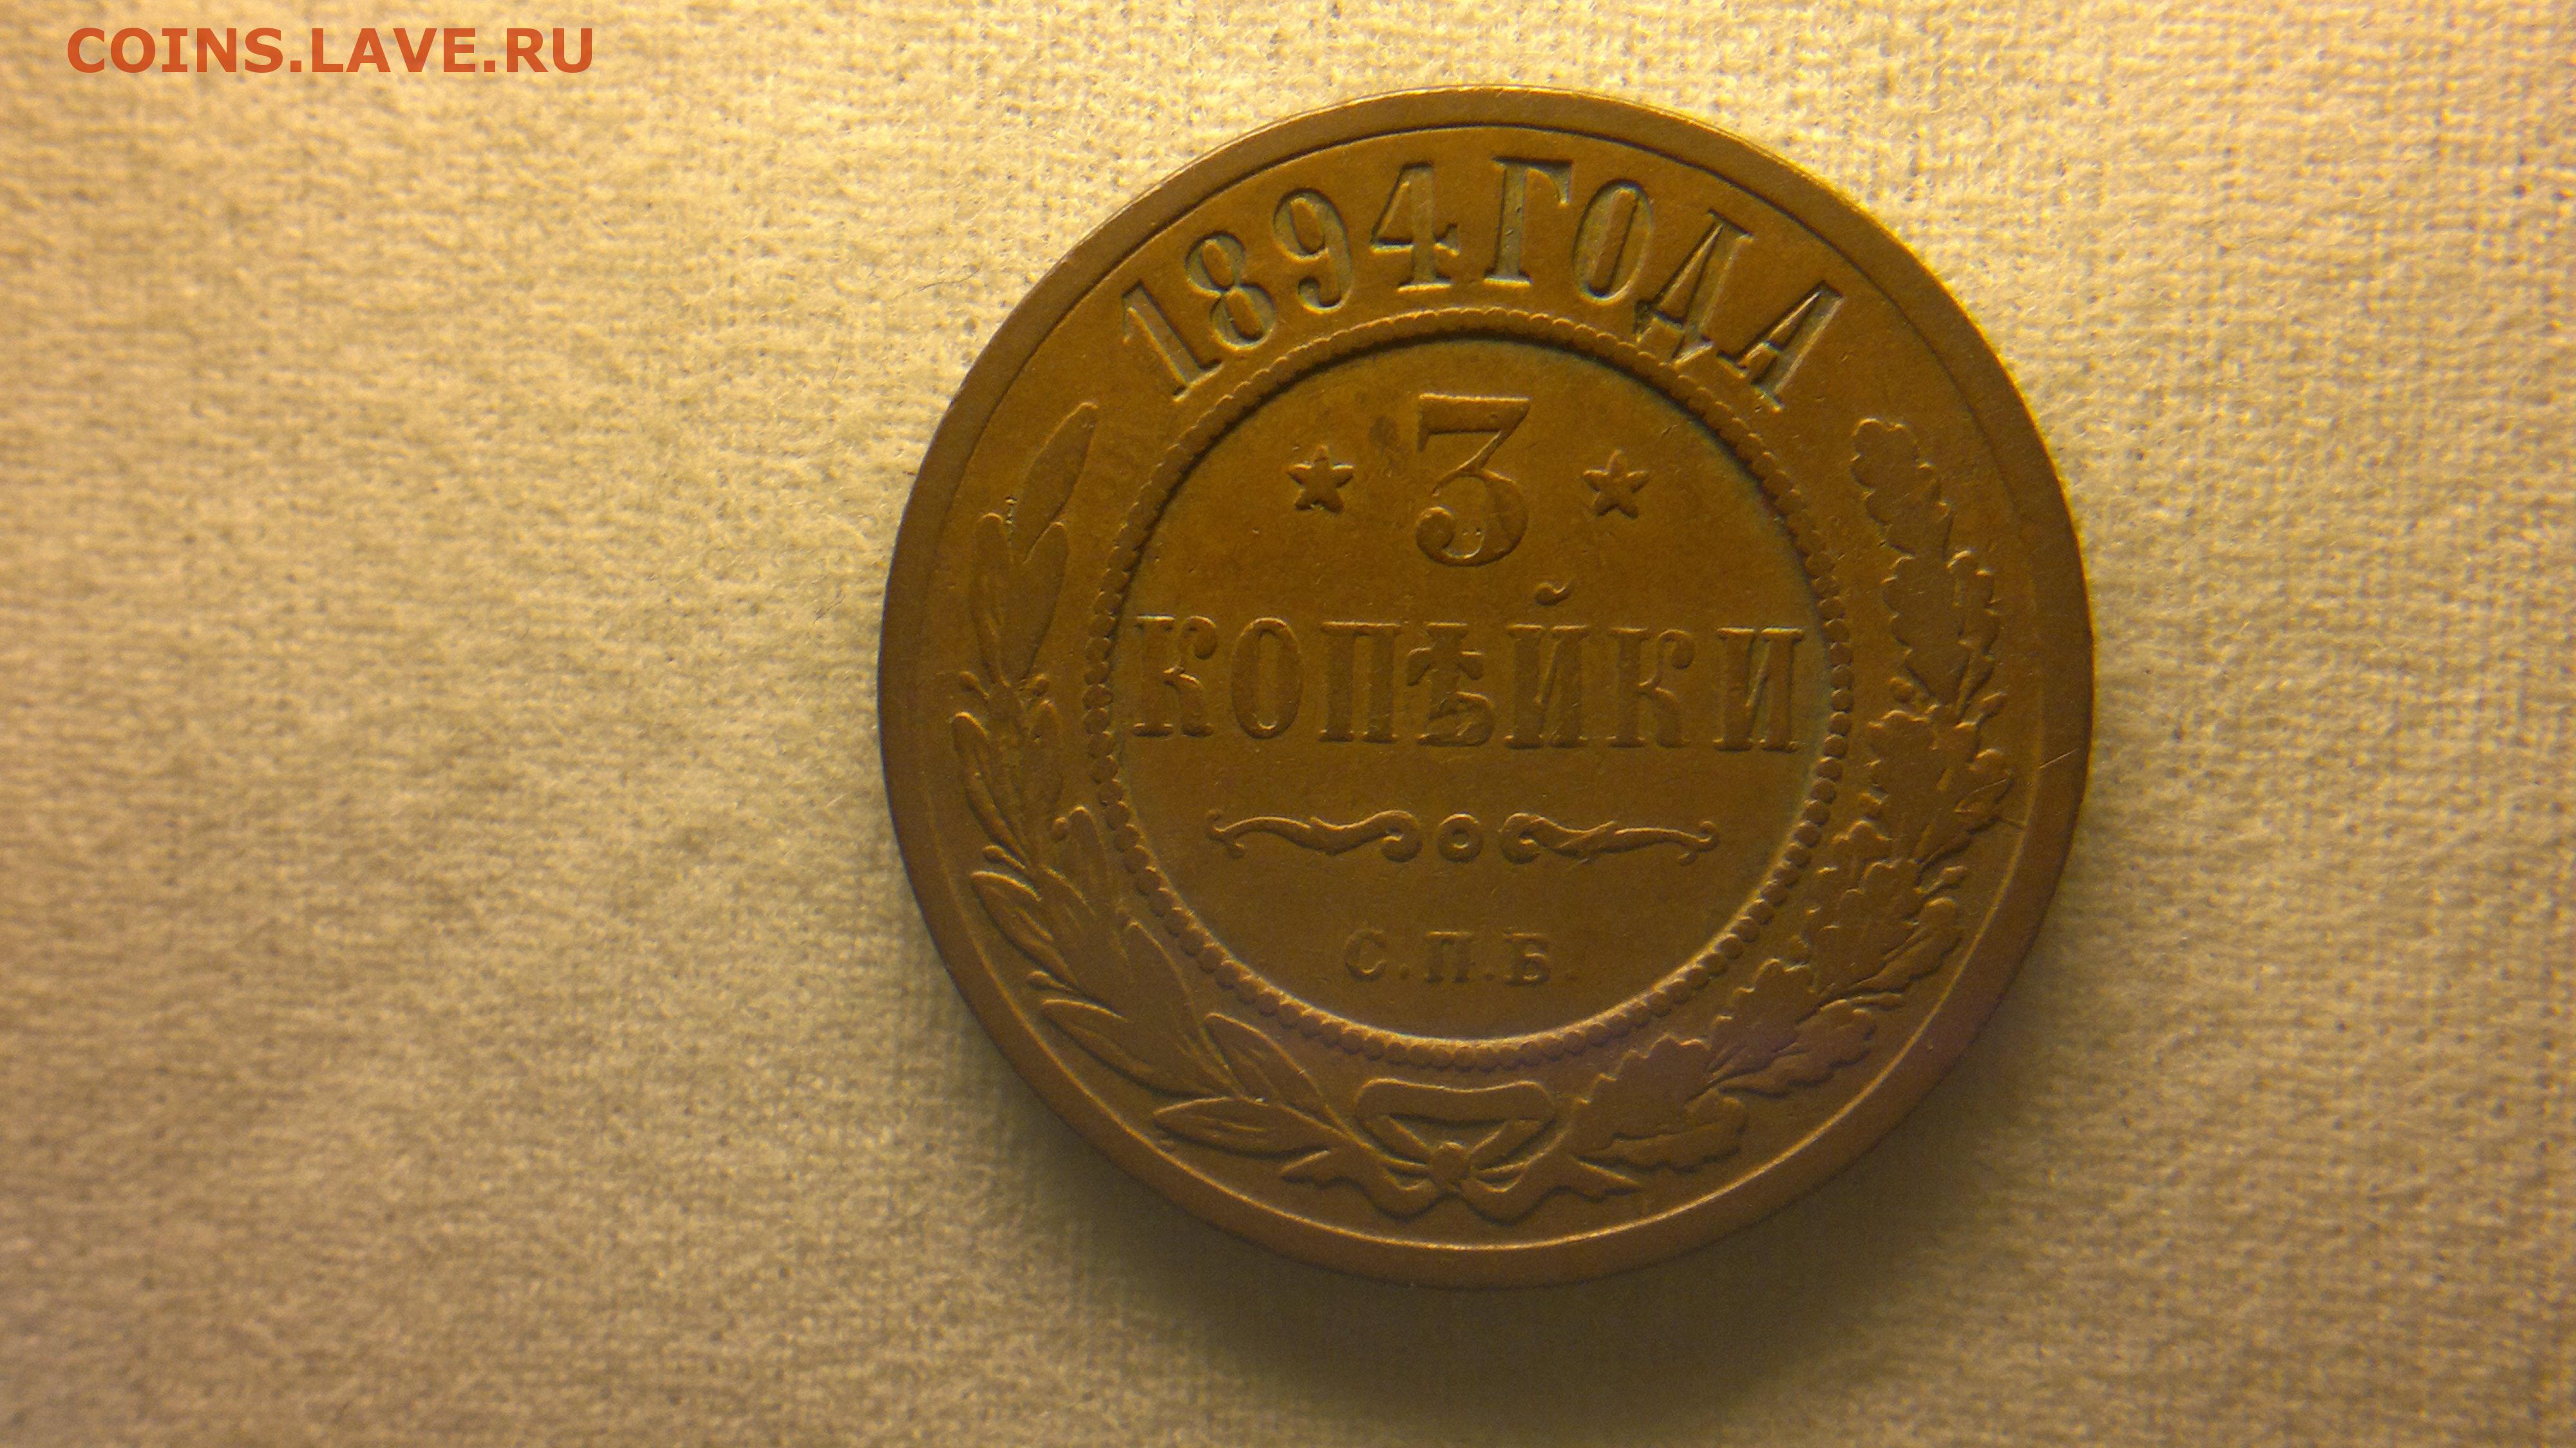 COINS.LAVE.RU
1894 ГОДА
3
КОПѢЙКИ
С.П.Б.